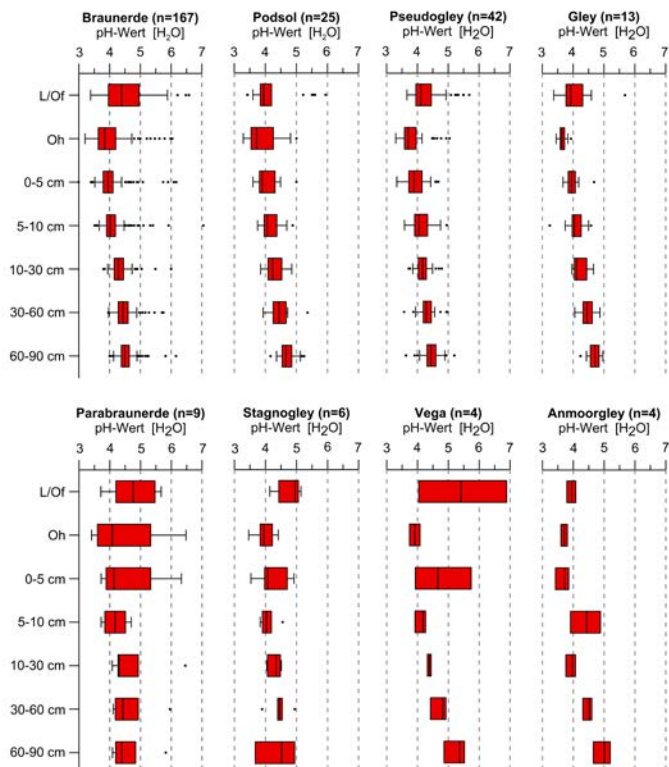 Braunerde (n=167)
pH-Wert [H₂O]
3 4 5 6 7
Podsol (n=25)
pH-Wert [H₂O]
3 4 5 6 7
Pseudogley (n=42)
pH-Wert [H₂O]
3 4 5 6 7
Gley (n=13)
pH-Wert [H₂O]
3 4 5 6 7
L/Of
Oh
0-5 cm
5-10 cm
10-30 cm
30-60 cm
60-90 cm
Parabraunerde (n=9)
pH-Wert [H2O]
3 4 5 6 7
Stagnogley (n=6)
pH-Wert [H2O]
3 4 5 6 7
Vega (n=4)
pH-Wert [H2O]
3 4 5 6 7
Anmoorgley (n=4)
pH-Wert [H2O]
3 4 5 6 7
L/Of
Oh
0-5 cm
5-10 cm
10-30 cm
30-60 cm
60-90 cm